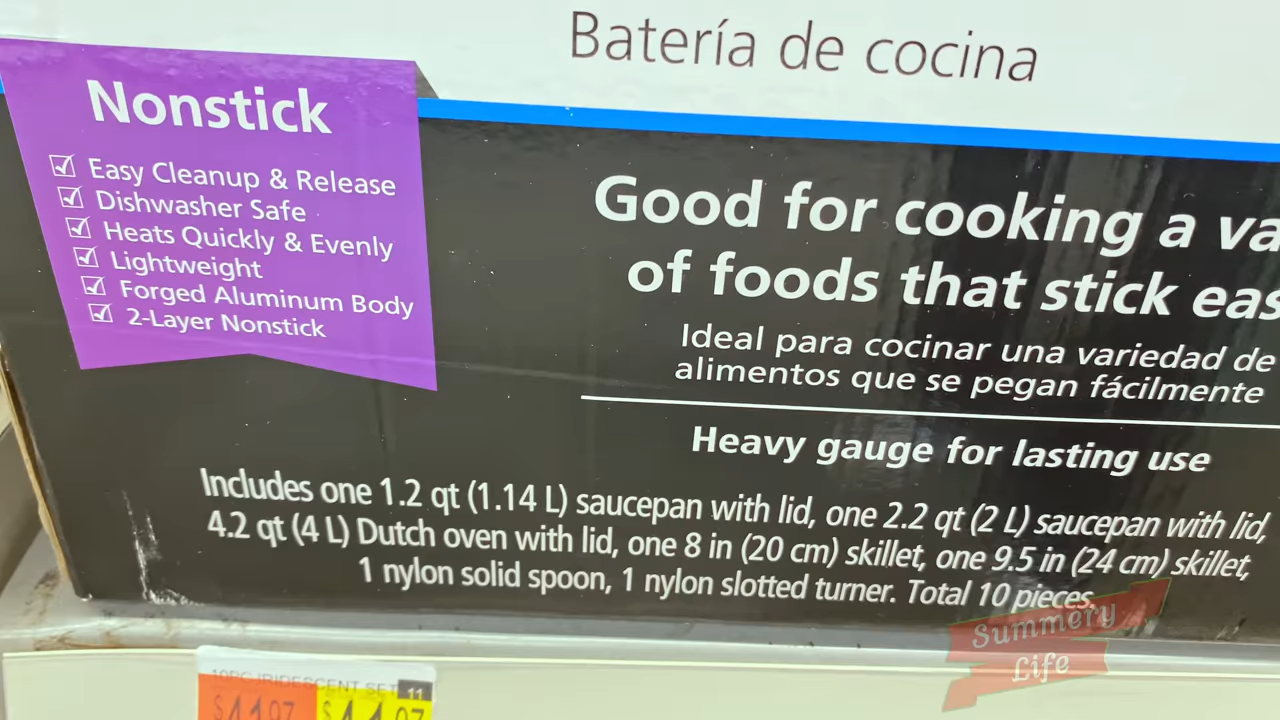 Batería de cocina
Nonstick
☑ Easy Cleanup & Release
☑ Dishwasher Safe
☑ Heats Quickly & Evenly
☑ Lightweight
☑ Forged Aluminum Body
☑ 2-Layer Nonstick
Good for cooking a va
of foods that stick eas
Ideal para cocinar una variedad de
alimentos que se pegan fácilmente
Heavy gauge for lasting use
Includes one 1.2 qt (1.14 L) saucepan with lid, one 2.2 qt (2 L) saucepan with lid,
4.2 qt (4 L) Dutch oven with lid, one 8 in (20 cm) skillet, one 9.5 in (24 cm) skillet,
1 nylon solid spoon, 1 nylon slotted turner. Total 10 pieces.
Summery
Life
10PC IRIDESCENT SET 11